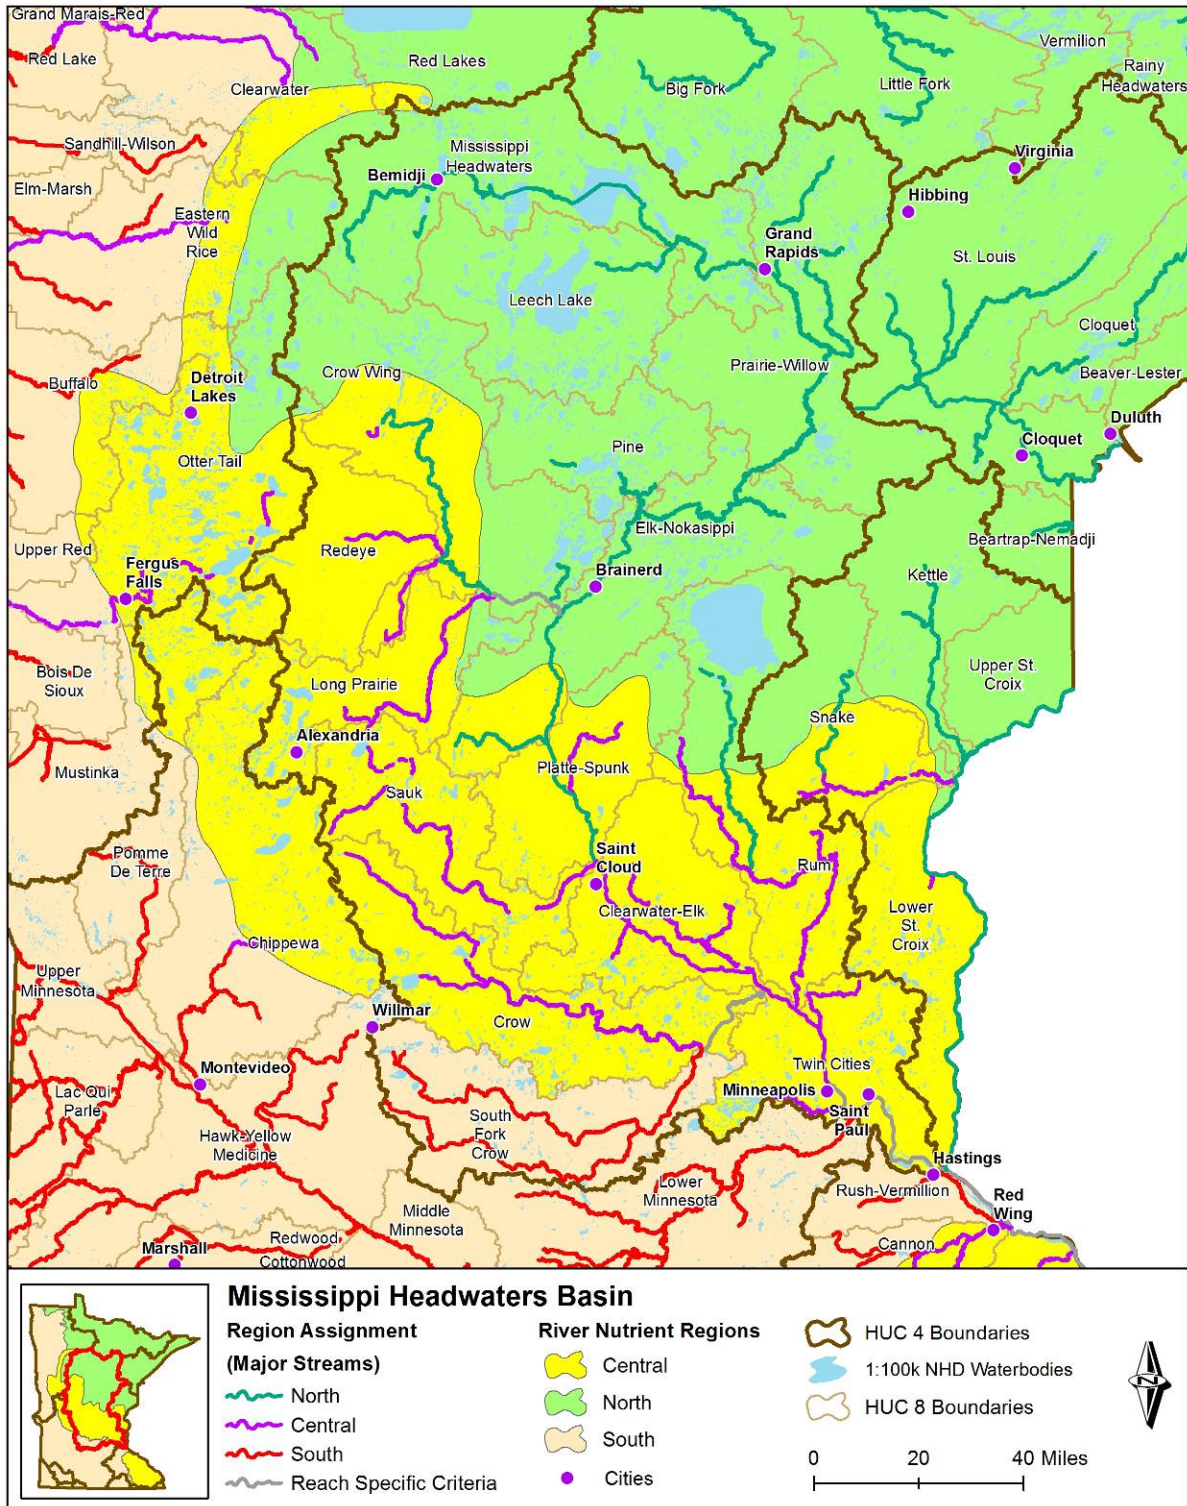 Grand Marais-Red
Red Lake
Clearwater
Red Lakes
Big Fork
Little Fork
Vermilion
Rainy
Headwaters
Sandhill-Wilson
Elm-Marsh
Eastern
Wild
Rice
Bemidji
Mississippi
Headwaters
Virginia
Hibbing
Grand
Rapids
St. Louis
Leech Lake
Cloquet
Buffalo
Detroit
Lakes
Crow Wing
Prairie-Willow
Beaver-Lester
Duluth
Cloquet
Otter Tail
Pine
Upper Red
Fergus
Falls
Redeye
Elk-Nokasippi
Brainerd
Beartrap-Nemadji
Kettle
Bois De
Sioux
Long Prairie
Upper St.
Croix
Snake
Alexandria
Mustinka
Platte-Spunk
Sauk
Pomme
De Terre
Saint
Cloud
Rum
Clearwater-Elk
Lower
St.
Croix
Chippewa
Upper
Minnesota
Willmar
Crow
Montevideo
Twin Cities
Minneapolis
Saint
Paul
Lac Qui
Parle
Hawk-Yellow
Medicine
South
Fork
Crow
Hastings
Lower
Minnesota
Rush-Vermillion
Red
Wing
Middle
Minnesota
Redwood
Cottonwood
Marshall
Cannon
Mississippi Headwaters Basin
Region Assignment
(Major Streams)
North
Central
South
Reach Specific Criteria
River Nutrient Regions
Central
North
South
Cities
HUC 4 Boundaries
1:100k NHD Waterbodies
HUC 8 Boundaries
0 20 40 Miles
N